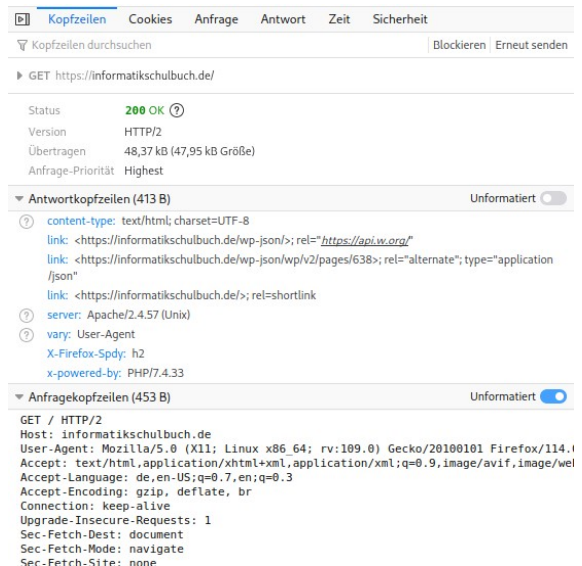 Kopfzeilen Cookies Anfrage Antwort Zeit Sicherheit
Kopfzeilen durchsuchen Blockieren Erneut senden
GET https://informatikschulbuch.de/
Status 200 OK ?
Version HTTP/2
Übertragen 48,37 kB (47,95 kB Größe)
Anfrage-Priorität Highest
Antwortkopfzeilen (413 B) Unformatiert
? content-type: text/html; charset=UTF-8
link: <https://informatikschulbuch.de/wp-json/>; rel="https://api.w.org/"
link: <https://informatikschulbuch.de/wp-json/wp/v2/pages/638>; rel="alternate"; type="application
/json"
link: <https://informatikschulbuch.de/>; rel=shortlink
? server: Apache/2.4.57 (Unix)
? vary: User-Agent
X-Firefox-Spdy: h2
x-powered-by: PHP/7.4.33
Anfragekopfzeilen (453 B) Unformatiert
GET / HTTP/2
Host: informatikschulbuch.de
User-Agent: Mozilla/5.0 (X11; Linux x86_64; rv:109.0) Gecko/20100101 Firefox/114.
Accept: text/html,application/xhtml+xml,application/xml;q=0.9,image/avif,image/we
Accept-Language: de,en-US;q=0.7,en;q=0.3
Accept-Encoding: gzip, deflate, br
Connection: keep-alive
Upgrade-Insecure-Requests: 1
Sec-Fetch-Dest: document
Sec-Fetch-Mode: navigate
Sec-Fetch-Site: none